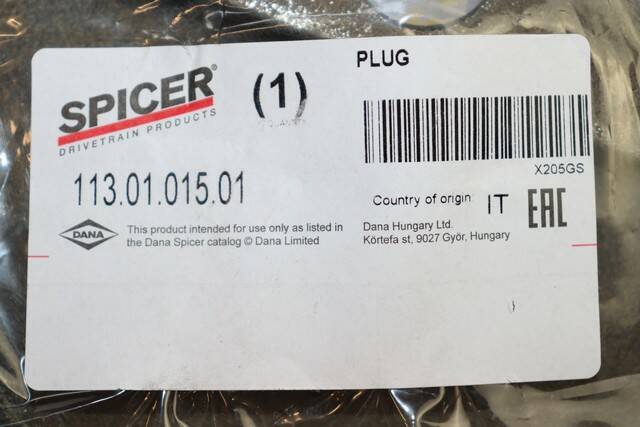 SPICER®
DRIVETRAIN PRODUCTS
(1)
PLUG
X205GS
113.01.015.01
Country of origin IT
EAC
DANA
This product intended for use only as listed in
the Dana Spicer catalog © Dana Limited
Dana Hungary Ltd.
Körtefa st, 9027 Györ, Hungary